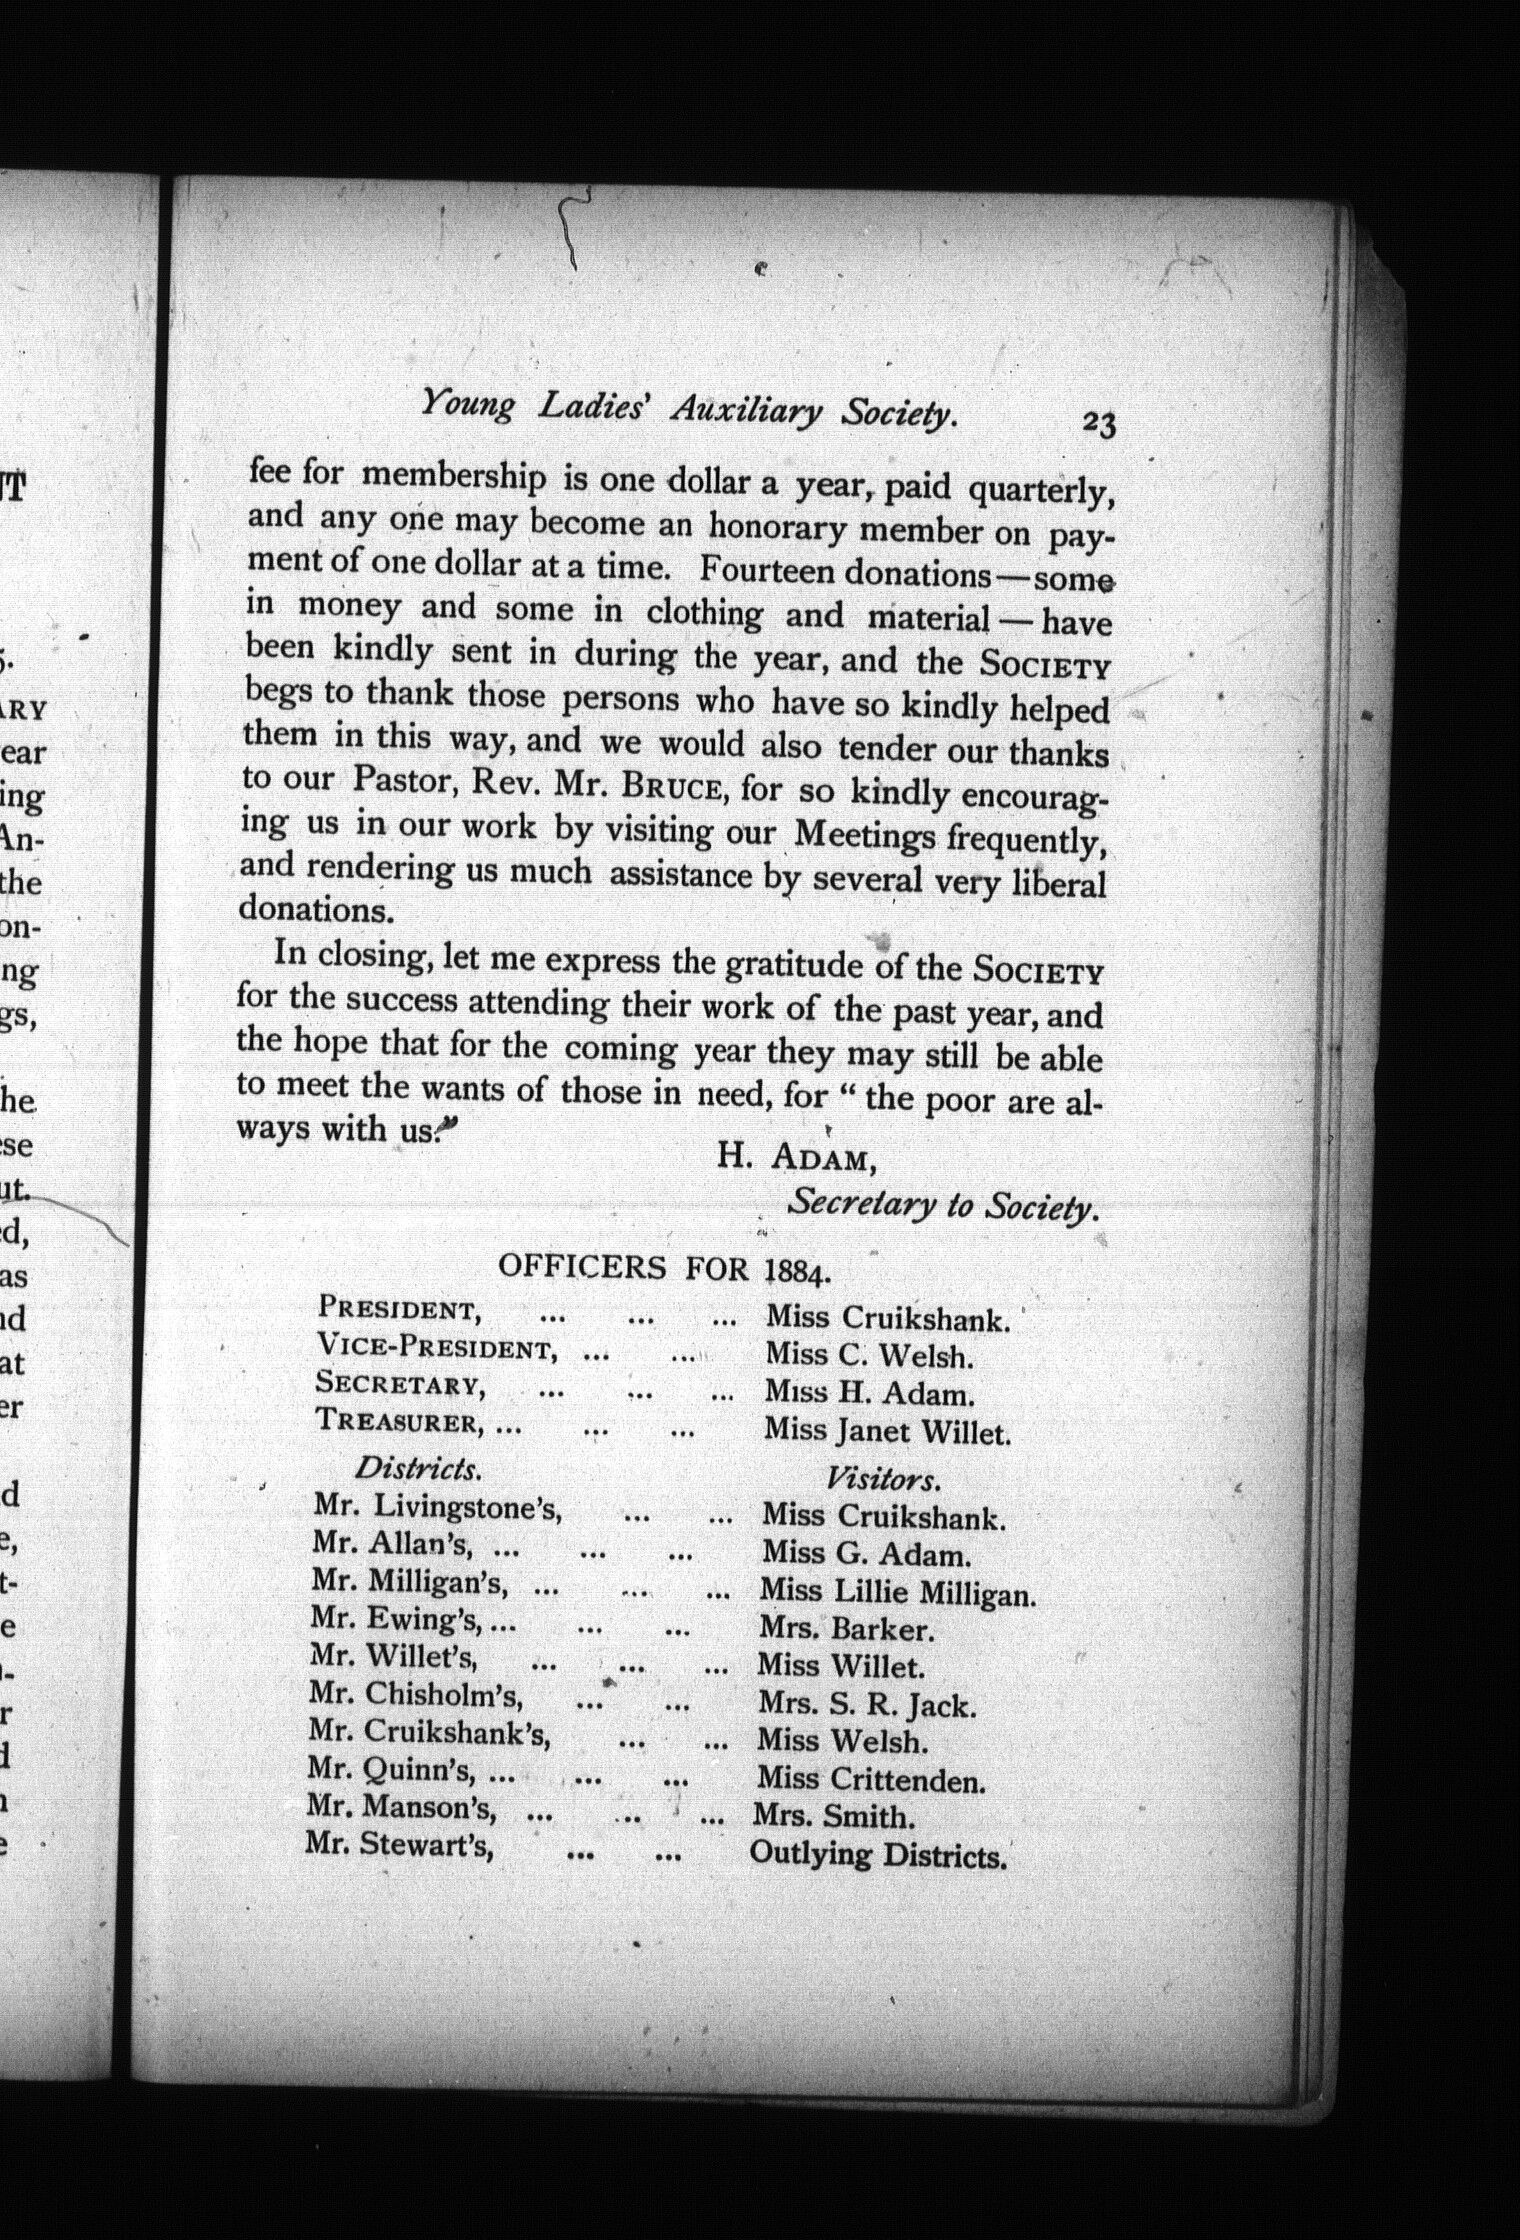 Young Ladies' Auxiliary Society. 23
fee for membership is one dollar a year, paid quarterly,
and any one may become an honorary member on pay-
ment of one dollar at a time. Fourteen donations—some
in money and some in clothing and material — have
been kindly sent in during the year, and the SOCIETY
begs to thank those persons who have so kindly helped
them in this way, and we would also tender our thanks
to our Pastor, Rev. Mr. BRUCE, for so kindly encourag-
ing us in our work by visiting our Meetings frequently,
and rendering us much assistance by several very liberal
donations.
In closing, let me express the gratitude of the SOCIETY
for the success attending their work of the past year, and
the hope that for the coming year they may still be able
to meet the wants of those in need, for “ the poor are al-
ways with us.”
H. ADAM,
Secretary to Society.
OFFICERS FOR 1884.
PRESIDENT, ... ... ... Miss Cruikshank.
VICE-PRESIDENT, ... ... Miss C. Welsh.
SECRETARY, ... ... ... Miss H. Adam.
TREASURER, ... ... ... Miss Janet Willet.
Districts. Visitors.
Mr. Livingstone's, ... ... Miss Cruikshank.
Mr. Allan's, ... ... ... Miss G. Adam.
Mr. Milligan's, ... ... ... Miss Lillie Milligan.
Mr. Ewing's, ... ... ... Mrs. Barker.
Mr. Willet's, ... ... ... Miss Willet.
Mr. Chisholm's, ... ... Mrs. S. R. Jack.
Mr. Cruikshank's, ... ... Miss Welsh.
Mr. Quinn's, ... ... ... Miss Crittenden.
Mr. Manson's, ... ... ... Mrs. Smith.
Mr. Stewart's, ... ... Outlying Districts.